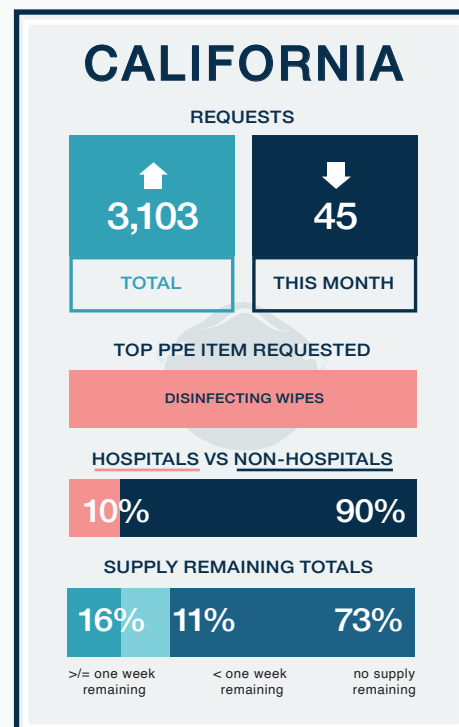 CALIFORNIA
REQUESTS
3,103
45
TOTAL
THIS MONTH
TOP PPE ITEM REQUESTED
DISINFECTING WIPES
HOSPITALS VS NON-HOSPITALS
10%
90%
SUPPLY REMAINING TOTALS
16%
11%
73%
>/= one week
remaining
< one week
remaining
no supply
remaining